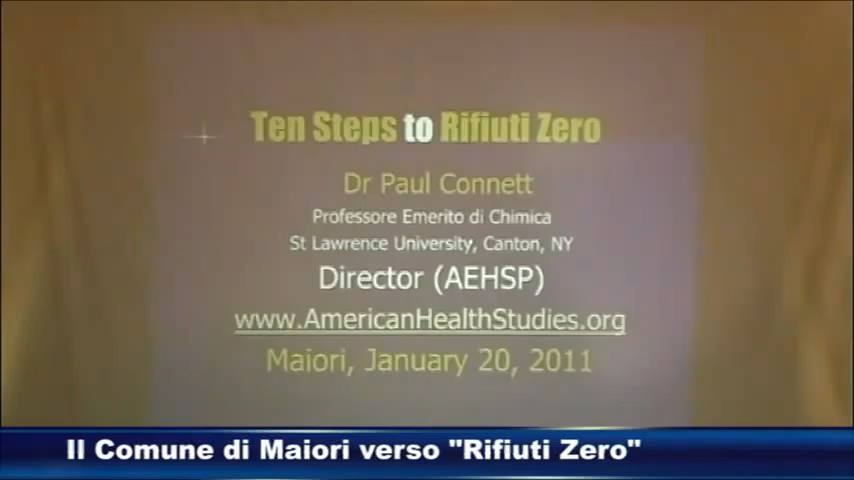 Ten Steps to Rifiuti Zero
Dr Paul Connett
Professore Emerito di Chimica
St Lawrence University, Canton, NY
Director (AEHSP)
www.AmericanHealthStudies.org
Maiori, January 20, 2011
Il Comune di Maiori verso "Rifiuti Zero"